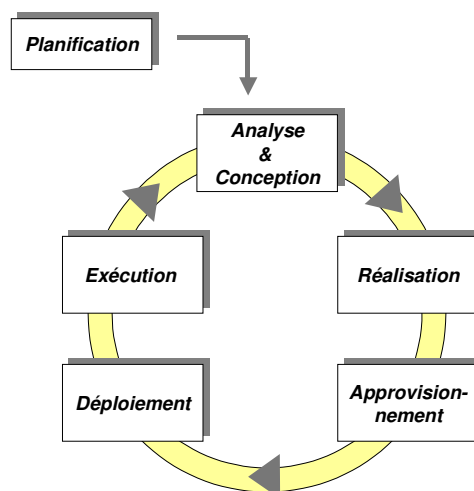 Planification
Analyse
&
Conception
Exécution
Réalisation
Déploiement
Approvision-
nement